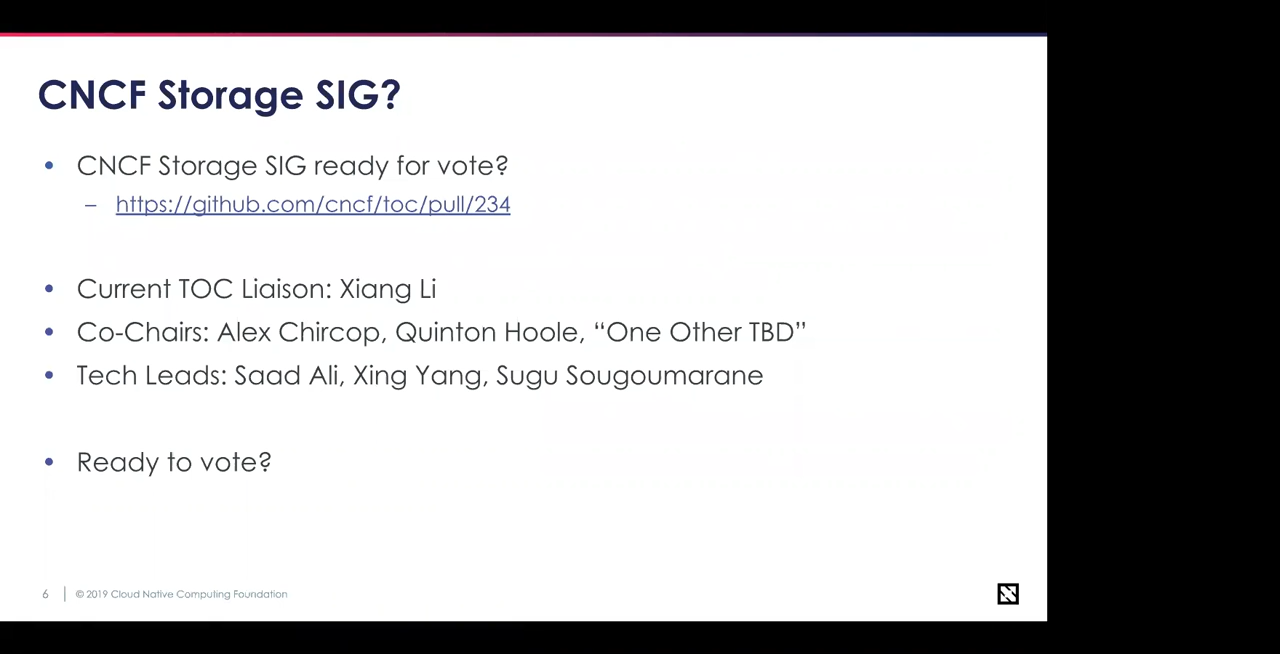 CNCF Storage SIG?
• CNCF Storage SIG ready for vote?
– https://github.com/cncf/toc/pull/234
• Current TOC Liaison: Xiang Li
• Co-Chairs: Alex Chircop, Quinton Hoole, “One Other TBD”
• Tech Leads: Saad Ali, Xing Yang, Sugu Sougoumarane
• Ready to vote?
6 | © 2019 Cloud Native Computing Foundation